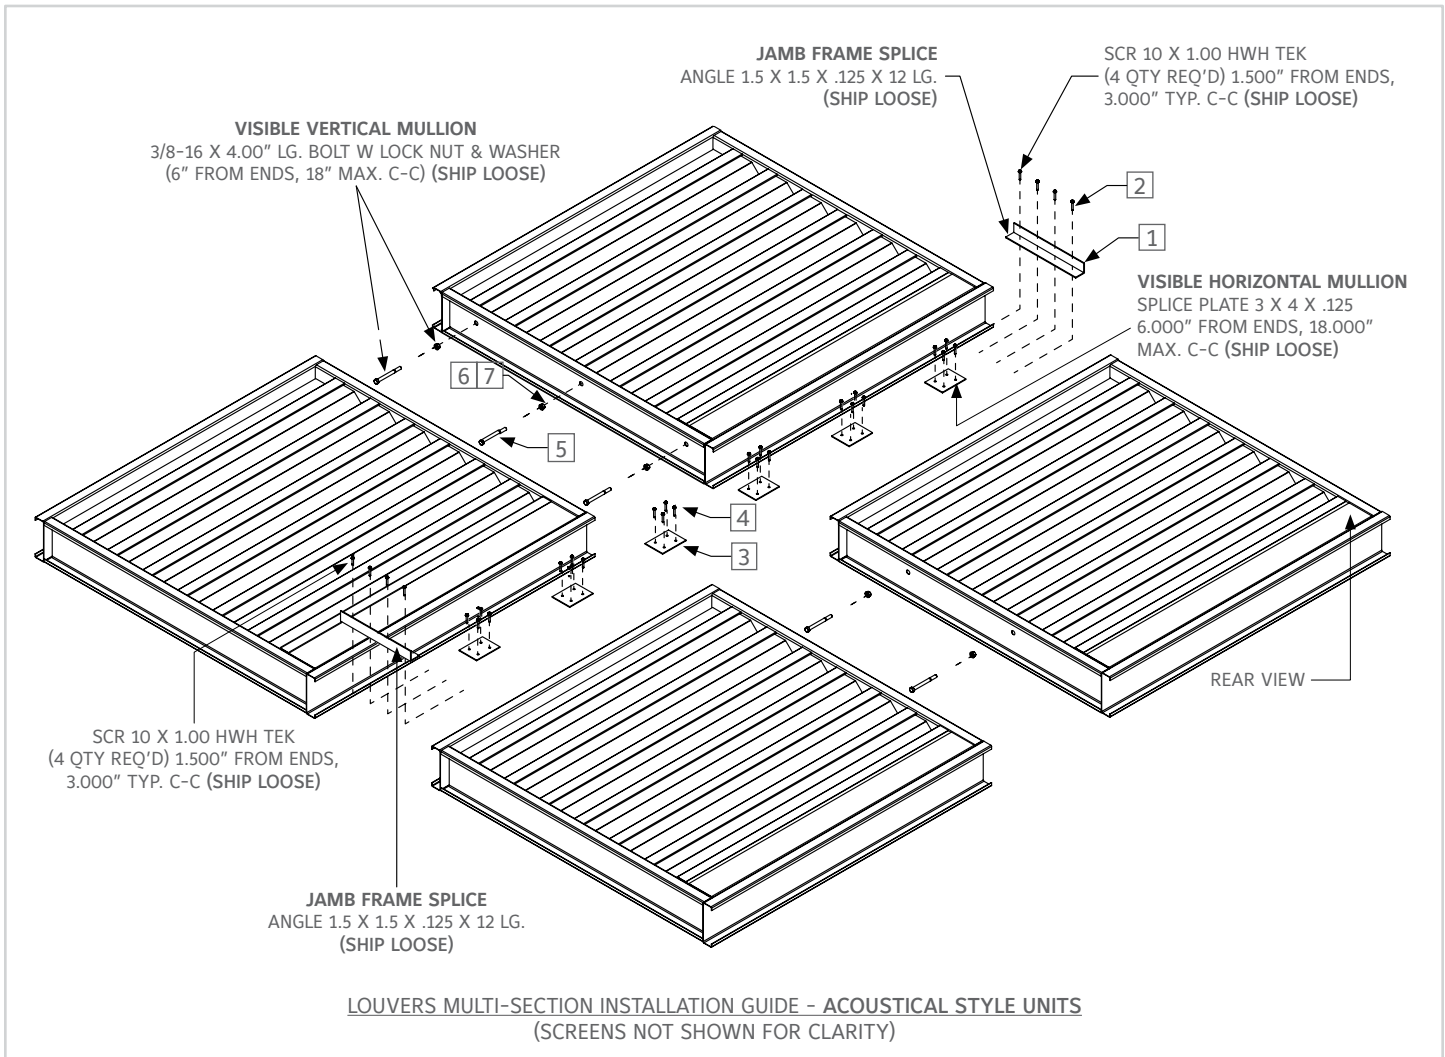 JAMB FRAME SPLICE
ANGLE 1.5 X 1.5 X .125 X 12 LG.
(SHIP LOOSE)
SCR 10 X 1.00 HWH TEK
(4 QTY REQ'D) 1.500" FROM ENDS,
3.000" TYP. C-C (SHIP LOOSE)
VISIBLE VERTICAL MULLION
3/8-16 X 4.00" LG. BOLT W LOCK NUT & WASHER
(6" FROM ENDS, 18" MAX. C-C) (SHIP LOOSE)
2
1
VISIBLE HORIZONTAL MULLION
SPLICE PLATE 3 X 4 X .125
6.000" FROM ENDS, 18.000"
MAX. C-C (SHIP LOOSE)
6 7
5
4
3
REAR VIEW
SCR 10 X 1.00 HWH TEK
(4 QTY REQ'D) 1.500" FROM ENDS,
3.000" TYP. C-C (SHIP LOOSE)
JAMB FRAME SPLICE
ANGLE 1.5 X 1.5 X .125 X 12 LG.
(SHIP LOOSE)
LOUVERS MULTI-SECTION INSTALLATION GUIDE - ACOUSTICAL STYLE UNITS
(SCREENS NOT SHOWN FOR CLARITY)